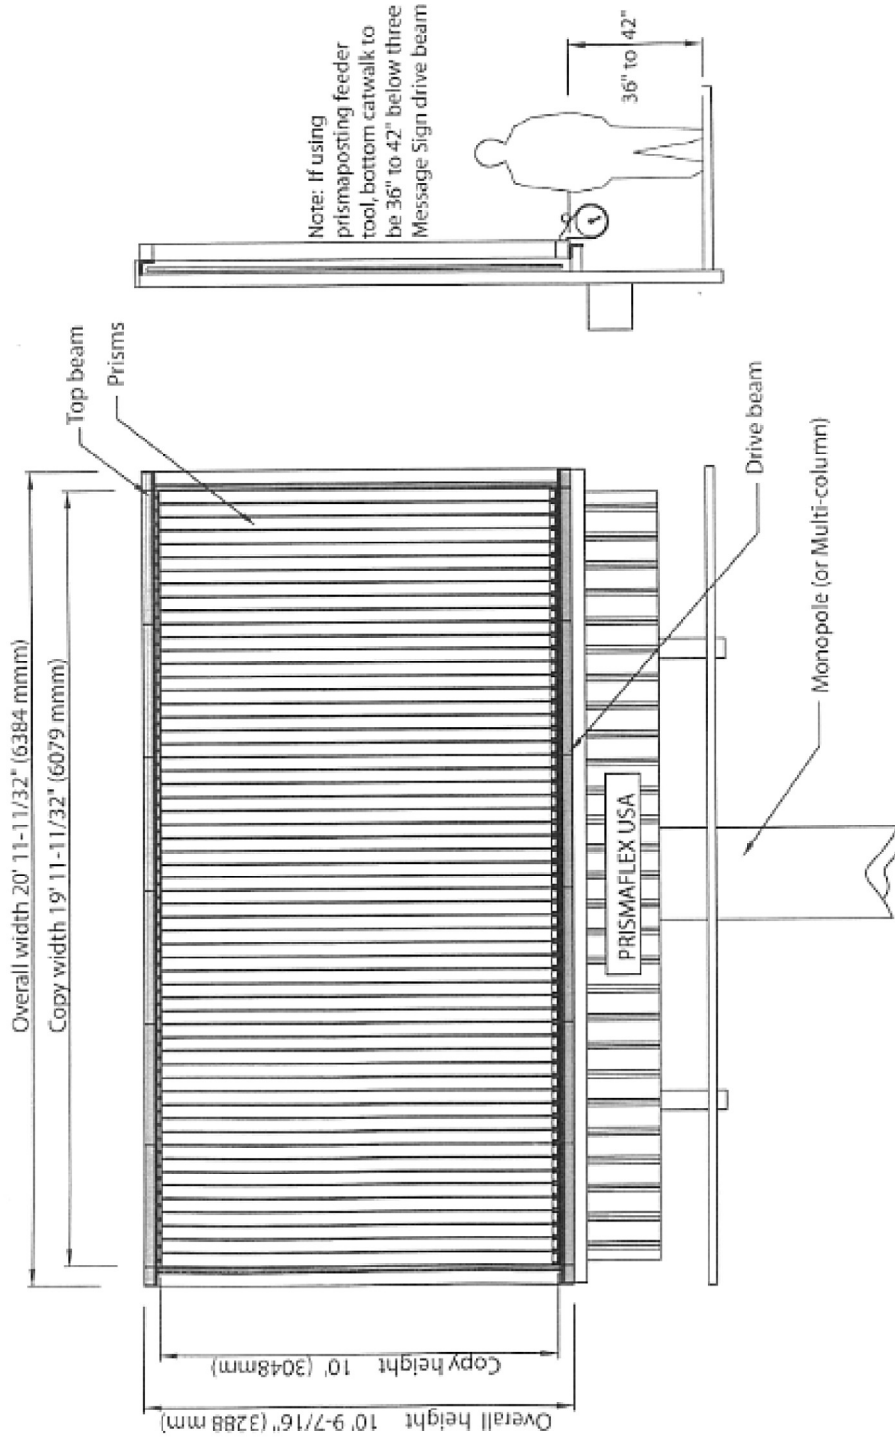 Overall width 20' 11-11/32" (6384 mmm)
Copy width 19' 11-11/32" (6079 mmm)
Top beam
Prisms
Note: If using
prismaposting feeder
tool, bottom catwalk to
be 36" to 42" below three
Message Sign drive beam
36" to 42"
Overall height 10' 9-7/16" (3288 mm)
Copy height 10' (3048mm)
PRISMAFLEX USA
Drive beam
Monopole (or Multi-column)